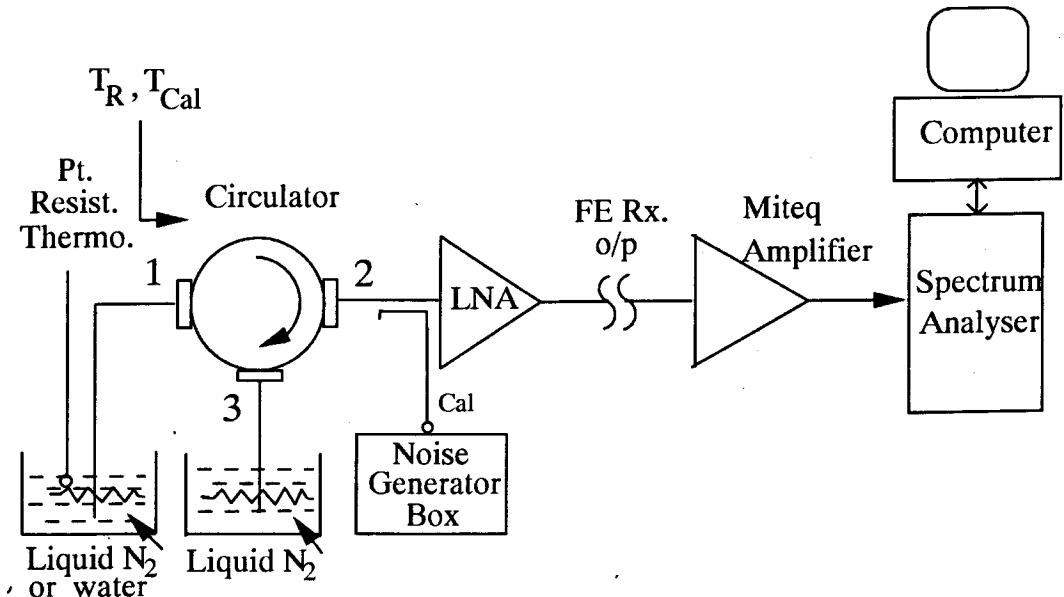 T_R , T_Cal
Pt.
Resist.
Thermo.
Circulator
1
2
3
LNA
FE Rx.
o/p
Miteq
Amplifier
Computer
Spectrum
Analyser
Cal
Noise
Generator
Box
Liquid N₂
or water
Liquid N₂